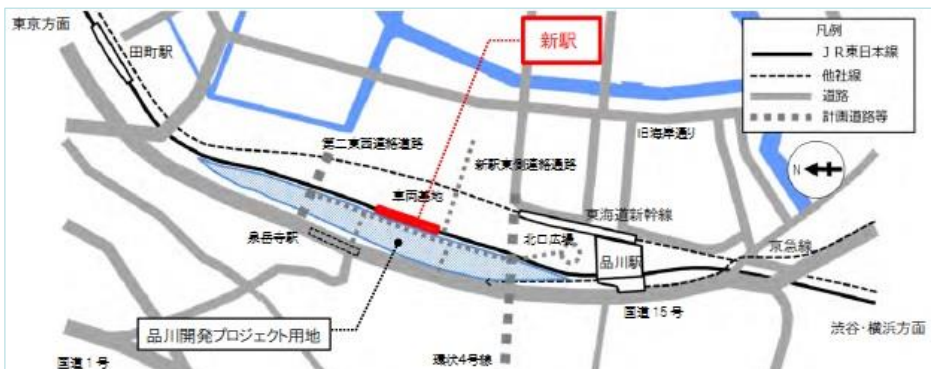 東京方面
田町駅
新駅
凡例
JR東日本線
他社線
道路
計画道路等
第二東西連絡道路
新駅東側連絡通路
旧海岸通り
N
車両基地
東海道新幹線
泉岳寺駅
北口広場
京急線
品川駅
国道15号
品川開発プロジェクト用地
渋谷・横浜方面
国道1号
環状4号線